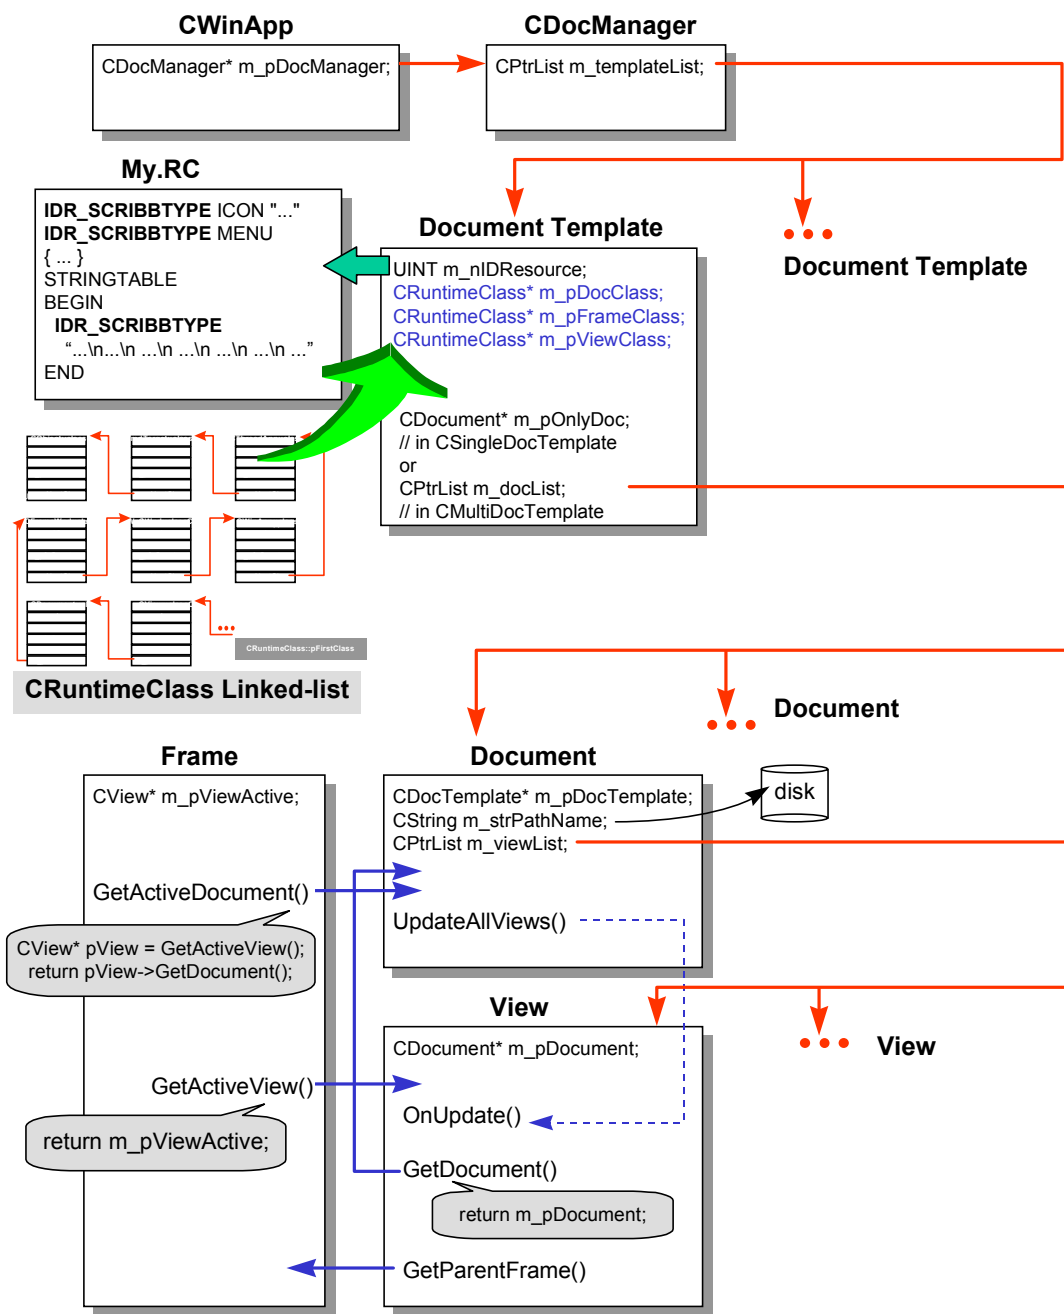 CWinApp
CDocManager
CDocManager* m_pDocManager;
CPtrList m_templateList;
My.RC
IDR_SCRIBBTYPE ICON "..."
IDR_SCRIBBTYPE MENU
{ ... }
STRINGTABLE
BEGIN
IDR_SCRIBBTYPE
“...\n...\n ...\n ...\n ...\n ...\n ...”
END
Document Template
UINT m_nIDResource;
CRuntimeClass* m_pDocClass;
CRuntimeClass* m_pFrameClass;
CRuntimeClass* m_pViewClass;
CDocument* m_pOnlyDoc;
// in CSingleDocTemplate
or
CPtrList m_docList;
// in CMultiDocTemplate
Document Template
CRuntimeClass::pFirstClass
CRuntimeClass Linked-list
Document
Frame
CView* m_pViewActive;
GetActiveDocument()
CView* pView = GetActiveView();
return pView->GetDocument();
GetActiveView()
return m_pViewActive;
Document
CDocTemplate* m_pDocTemplate;
CString m_strPathName;
CPtrList m_viewList;
UpdateAllViews()
disk
View
CDocument* m_pDocument;
OnUpdate()
GetDocument()
return m_pDocument;
GetParentFrame()
View